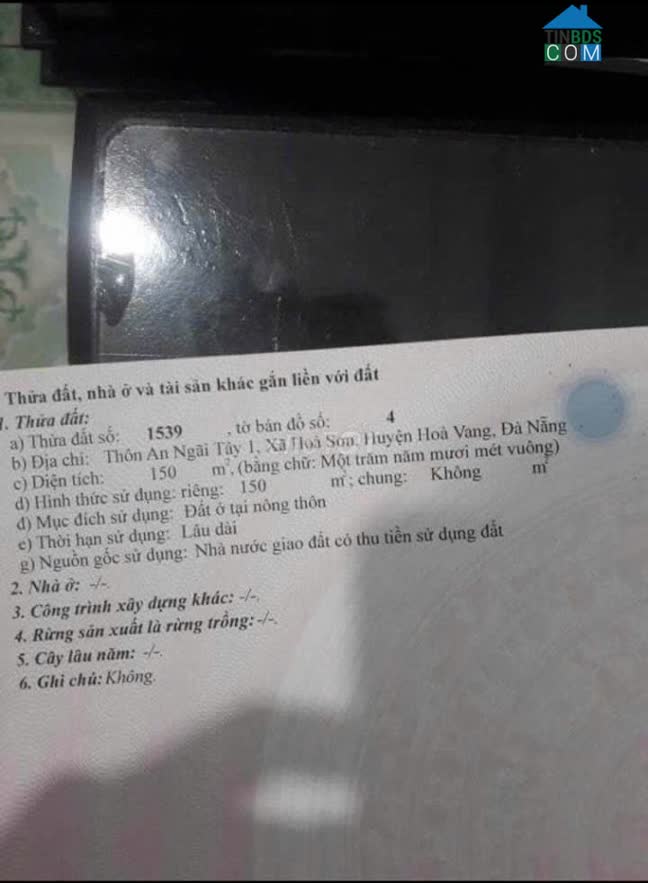 TINBDS
COM
Thửa đất, nhà ở và tài sản khác gắn liền với đất
1. Thửa đất:
a) Thửa đất số: 1539 , tờ bản đồ số: 4
b) Địa chỉ: Thôn An Ngãi Tây 1, Xã Hoà Sơn, Huyện Hoà Vang, Đà Nẵng
c) Diện tích: 150 m², (bằng chữ: Một trăm năm mươi mét vuông)
d) Hình thức sử dụng: riêng: 150 m²; chung: Không m²
đ) Mục đích sử dụng: Đất ở tại nông thôn
e) Thời hạn sử dụng: Lâu dài
g) Nguồn gốc sử dụng: Nhà nước giao đất có thu tiền sử dụng đất
2. Nhà ở: -/-.
3. Công trình xây dựng khác: -/-.
4. Rừng sản xuất là rừng trồng: -/-.
5. Cây lâu năm: -/-.
6. Ghi chú: Không.